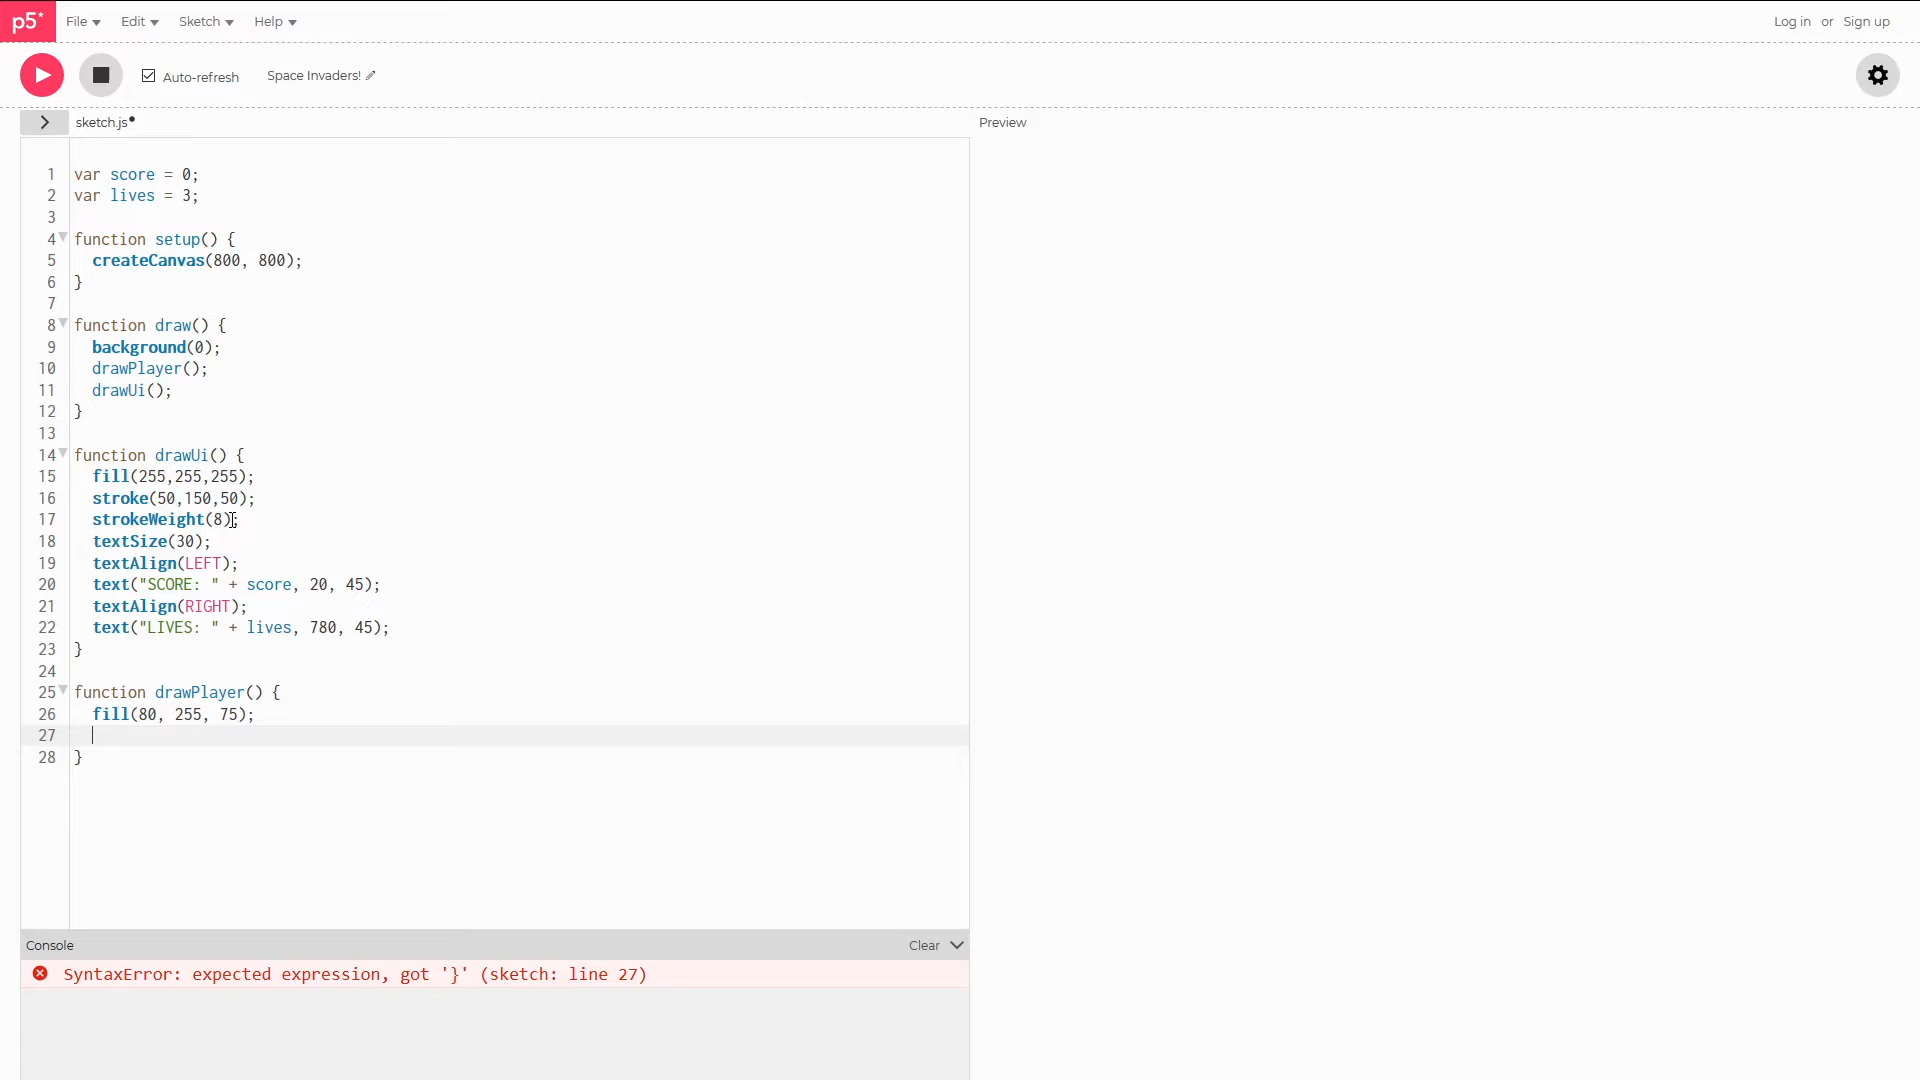 p5* File Edit Sketch Help Log in or Sign up
Auto-refresh Space Invaders!
sketch.js• Preview
1 var score = 0;
2 var lives = 3;
3
4 function setup() {
5 createCanvas(800, 800);
6 }
7
8 function draw() {
9 background(0);
10 drawPlayer();
11 drawUi();
12 }
13
14 function drawUi() {
15 fill(255,255,255);
16 stroke(50,150,50);
17 strokeWeight(8);
18 textSize(30);
19 textAlign(LEFT);
20 text("SCORE: " + score, 20, 45);
21 textAlign(RIGHT);
22 text("LIVES: " + lives, 780, 45);
23 }
24
25 function drawPlayer() {
26 fill(80, 255, 75);
27
28 }
Console Clear
SyntaxError: expected expression, got '}' (sketch: line 27)